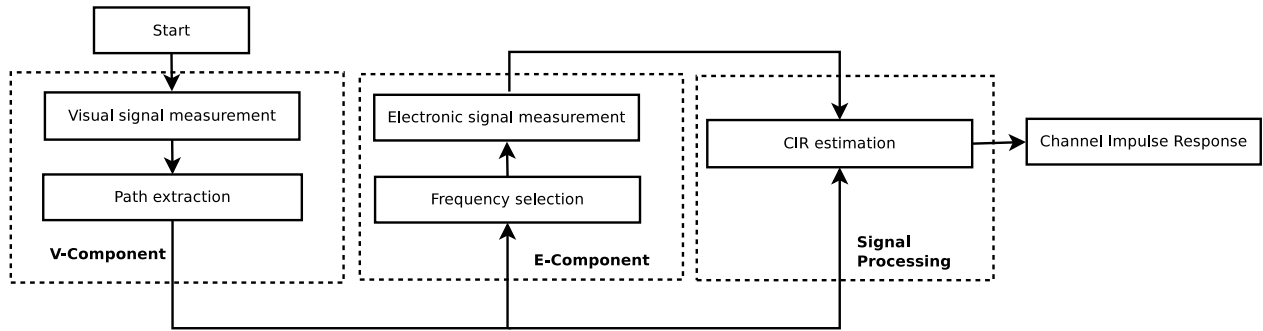 Start
Visual signal measurement
Path extraction
V-Component
Electronic signal measurement
Frequency selection
E-Component
CIR estimation
Signal
Processing
Channel Impulse Response